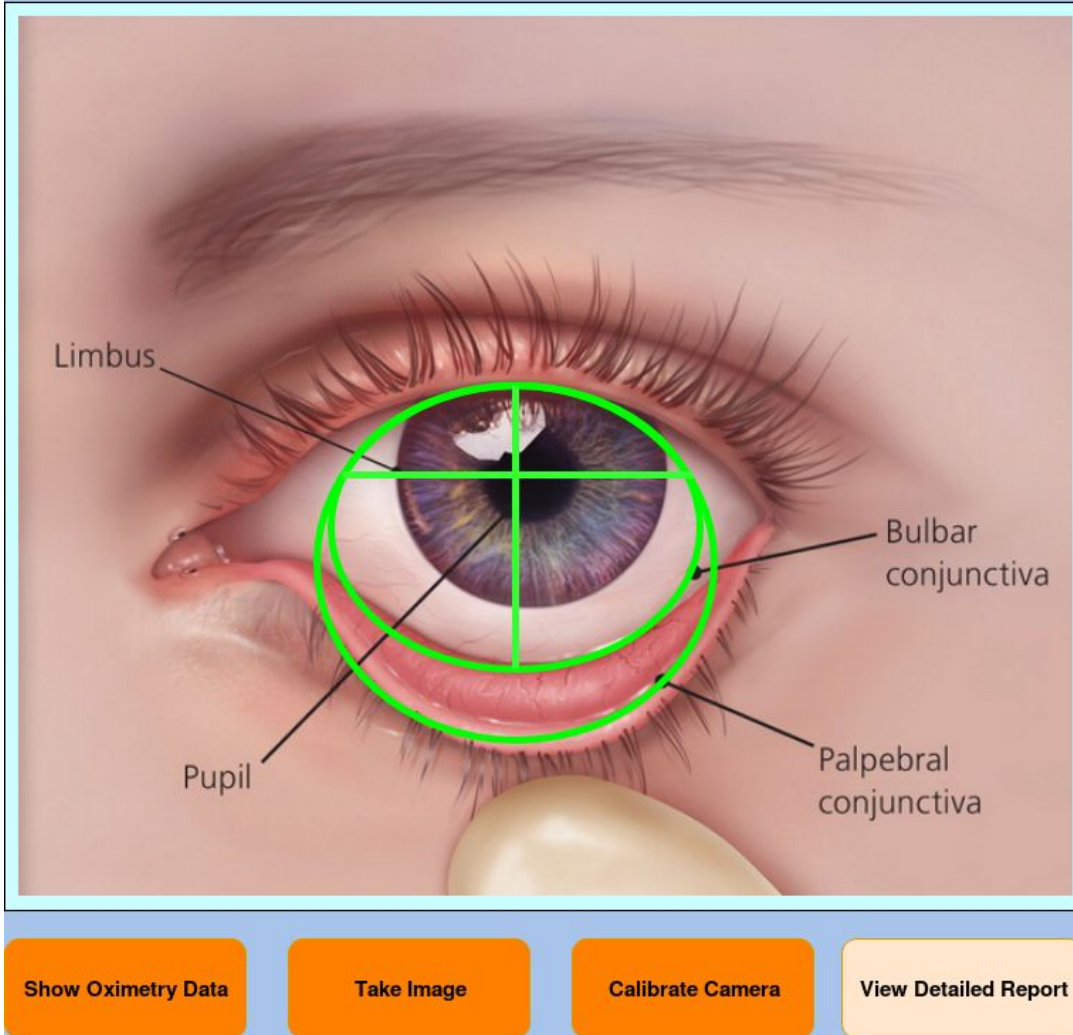 Limbus
Bulbar
conjunctiva
Pupil
Palpebral
conjunctiva
Show Oximetry Data
Take Image
Calibrate Camera
View Detailed Report